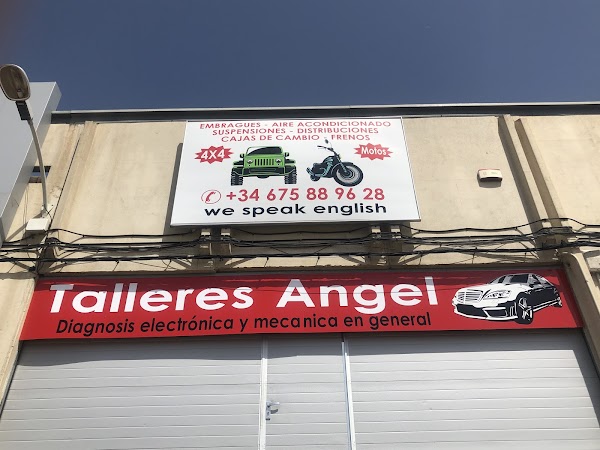 EMBRAGUES - AIRE ACONDICIONADO
SUSPENSIONES - DISTRIBUCIONES
CAJAS DE CAMBIO - FRENOS
4X4
Motos
+34 675 88 96 28
we speak english
Talleres Angel
Diagnosis electrónica y mecanica en general